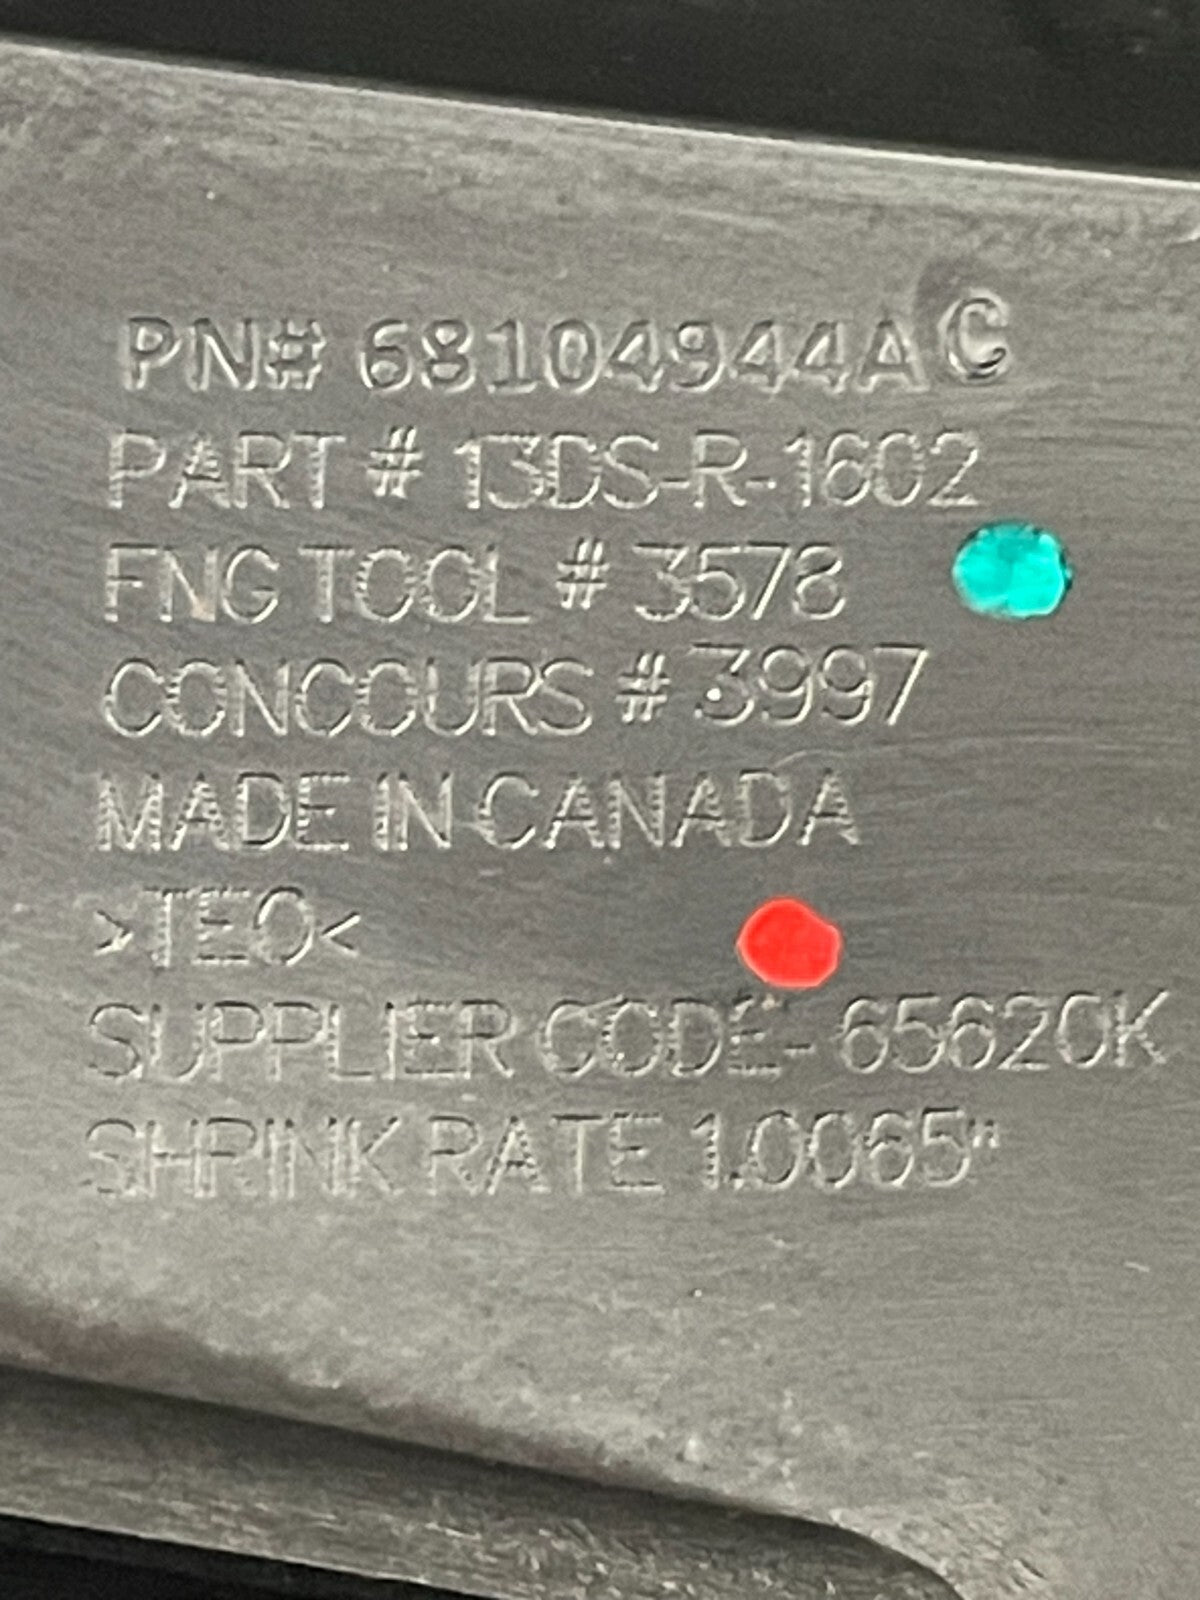 PN# 68104944AC
PART # 13DS-R-1602
FNG TOOL # 3578
CONCOURS # 3997
MADE IN CANADA
>TEO<
SUPPLIER CODE- 65620K
SHRINK RATE 1.0065"